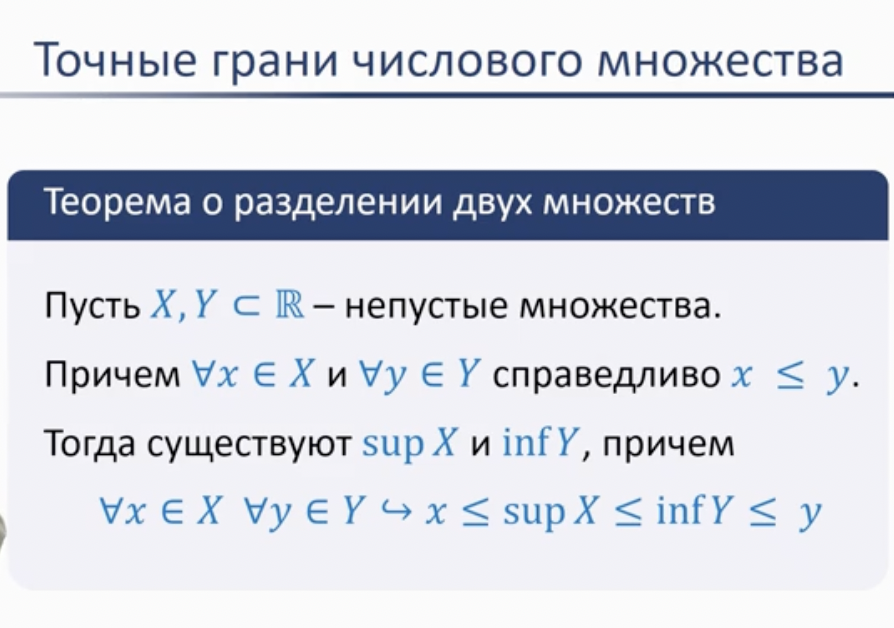 Точные грани числового множества
Теорема о разделении двух множеств
Пусть X, Y ⊂ ℝ – непустые множества.
Причем ∀x ∈ X и ∀y ∈ Y справедливо x ≤ y.
Тогда существуют sup X и inf Y, причем
∀x ∈ X ∀y ∈ Y ↪ x ≤ sup X ≤ inf Y ≤ y